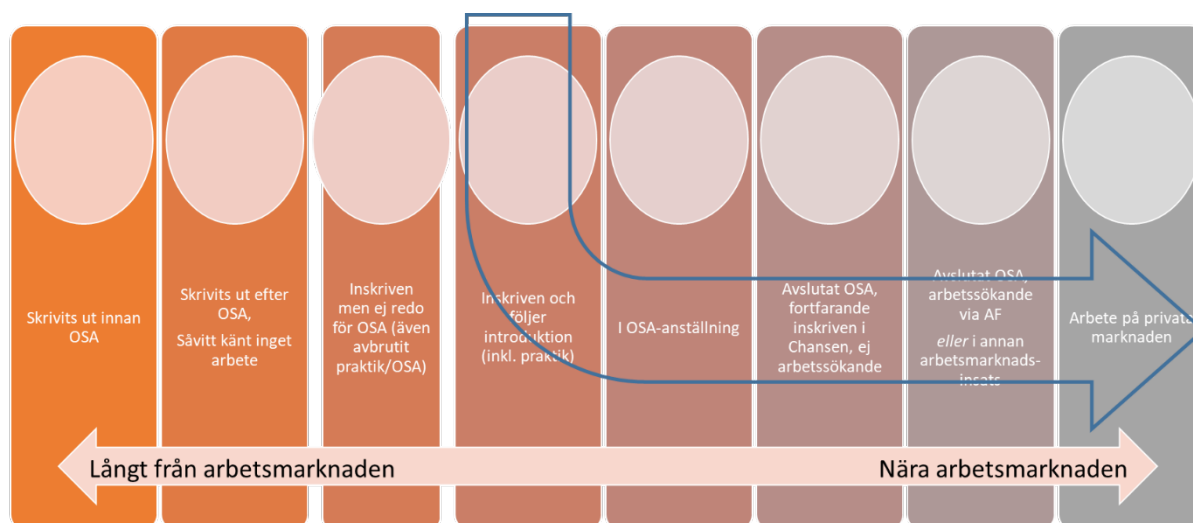 Skrivits ut innan
OSA
Skrivits ut efter
OSA,
Såvitt känt inget
arbete
Inskriven
men ej redo
för OSA (även
avbrutit
praktik/OSA)
Inskriven och
följer
introduktion
(inkl. praktik)
I OSA-anställning
Avslutat OSA,
fortfarande
inskriven i
Chansen, ej
arbetssökande
Avslutat OSA,
arbetssökande
via AF
eller i annan
arbetsmarknads-
insats
Arbete på privata
marknaden
Långt från arbetsmarknaden
Nära arbetsmarknaden